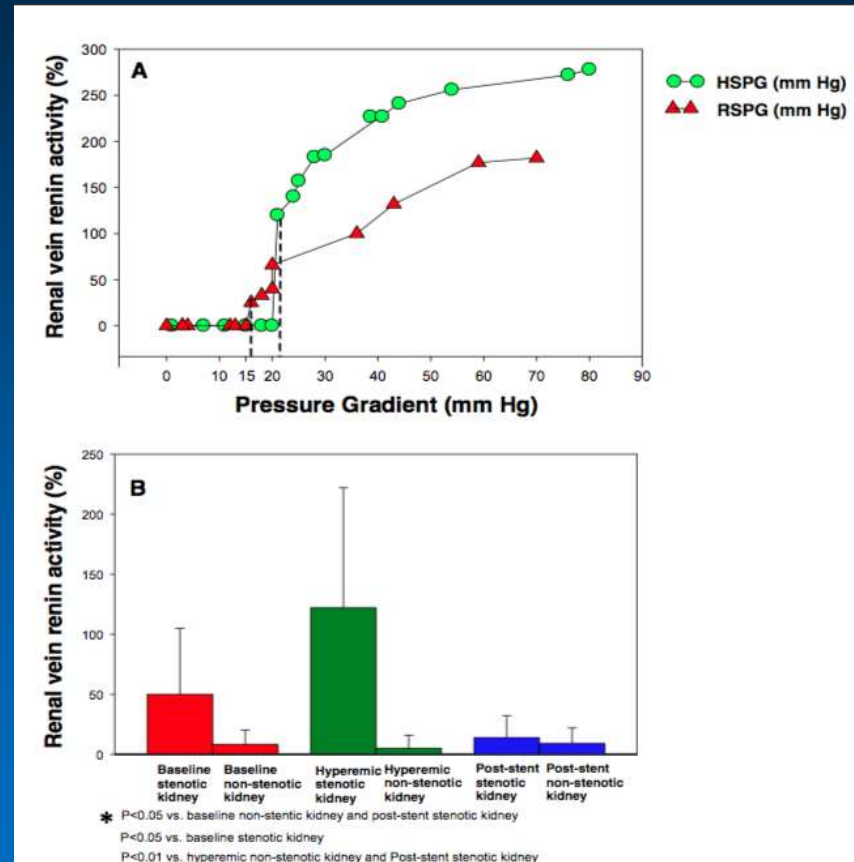 300
A
250
200
150
100
50
0
Renal vein renin activity (%)
0 10 15 20 30 40 50 60 70 80 90
Pressure Gradient (mm Hg)
HSPG (mm Hg)
RSPG (mm Hg)
250
B
200
150
100
50
0
Renal vein renin activity (%)
Baseline stenotic kidney
Baseline non-stenotic kidney
Hyperemic stenotic kidney
Hyperemic non-stenotic kidney
Post-stent stenotic kidney
Post-stent non-stenotic kidney
* P<0.05 vs. baseline non-stentic kidney and post-stent stenotic kidney
P<0.05 vs. baseline stenotic kidney
P<0.01 vs. hyperemic non-stenotic kidney and Post-stent stenotic kidney